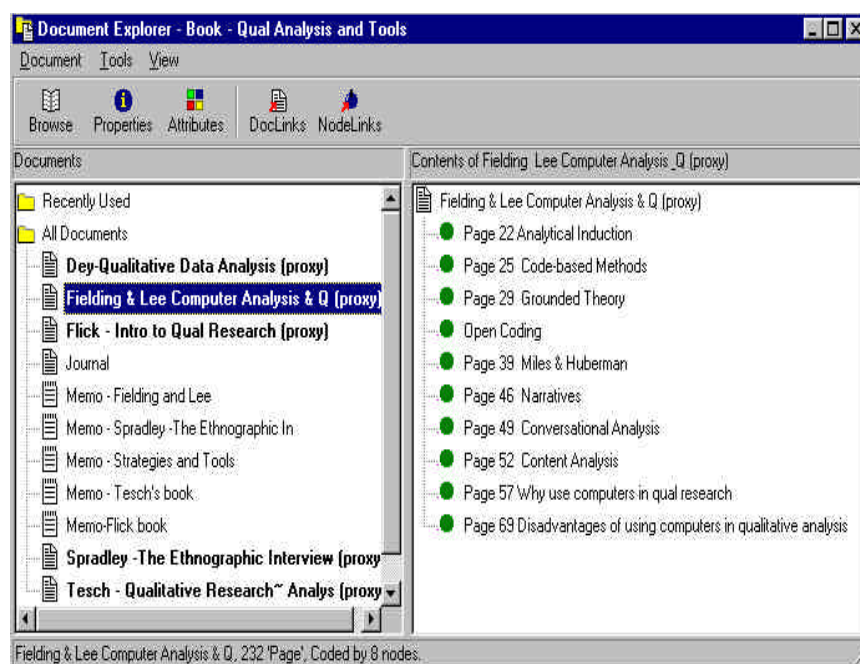 Document Explorer - Book - Qual Analysis and Tools
Document Tools View
Browse Properties Attributes DocLinks NodeLinks
Documents
Recently Used
All Documents
Dey-Qualitative Data Analysis (proxy)
Fielding & Lee Computer Analysis & Q (proxy)
Flick - Intro to Qual Research (proxy)
Journal
Memo - Fielding and Lee
Memo - Spradley -The Ethnographic In
Memo - Strategies and Tools
Memo - Tesch's book
Memo-Flick book
Spradley -The Ethnographic Interview (proxy
Tesch - Qualitative Research~ Analys (proxy
Contents of Fielding Lee Computer Analysis _Q (proxy)
Fielding & Lee Computer Analysis & Q (proxy)
Page 22 Analytical Induction
Page 25 Code-based Methods
Page 29 Grounded Theory
Open Coding
Page 39 Miles & Huberman
Page 46 Narratives
Page 49 Conversational Analysis
Page 52 Content Analysis
Page 57 Why use computers in qual research
Page 69 Disadvantages of using computers in qualitative analysis
Fielding & Lee Computer Analysis & Q, 232 'Page', Coded by 8 nodes.